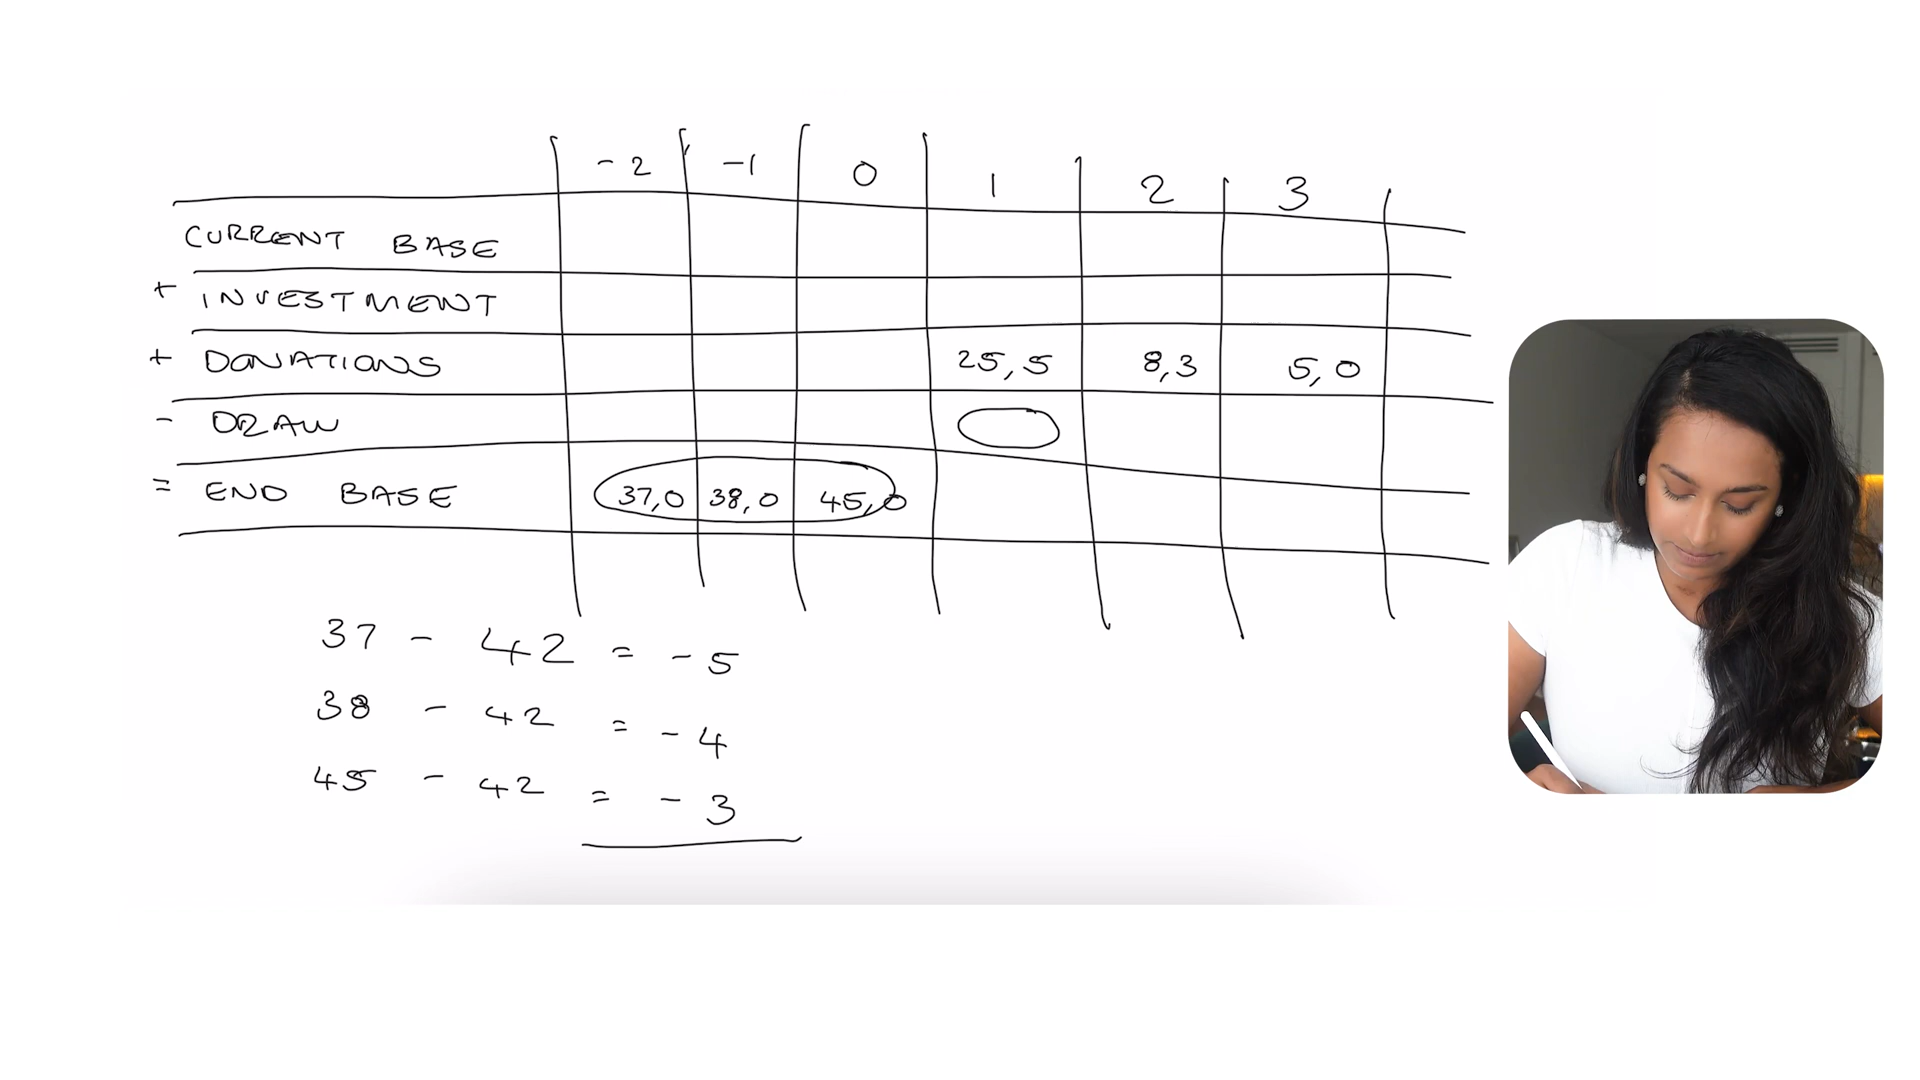 -2 -1 0 1 2 3
CURRENT BASE
+ INVESTMENT
+ DONATIONS 25,5 8,3 5,0
- DRAW
= END BASE 37,0 38,0 45,0
37 - 42 = -5
38 - 42 = -4
45 - 42 = -3